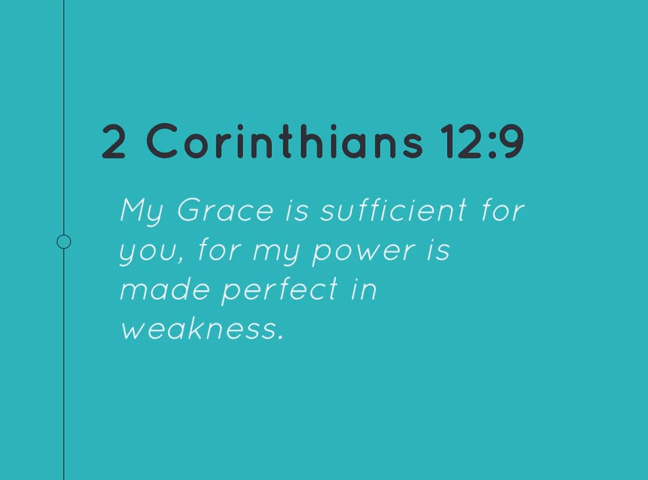 2 Corinthians 12:9
My Grace is sufficient for
you, for my power is
made perfect in
weakness.